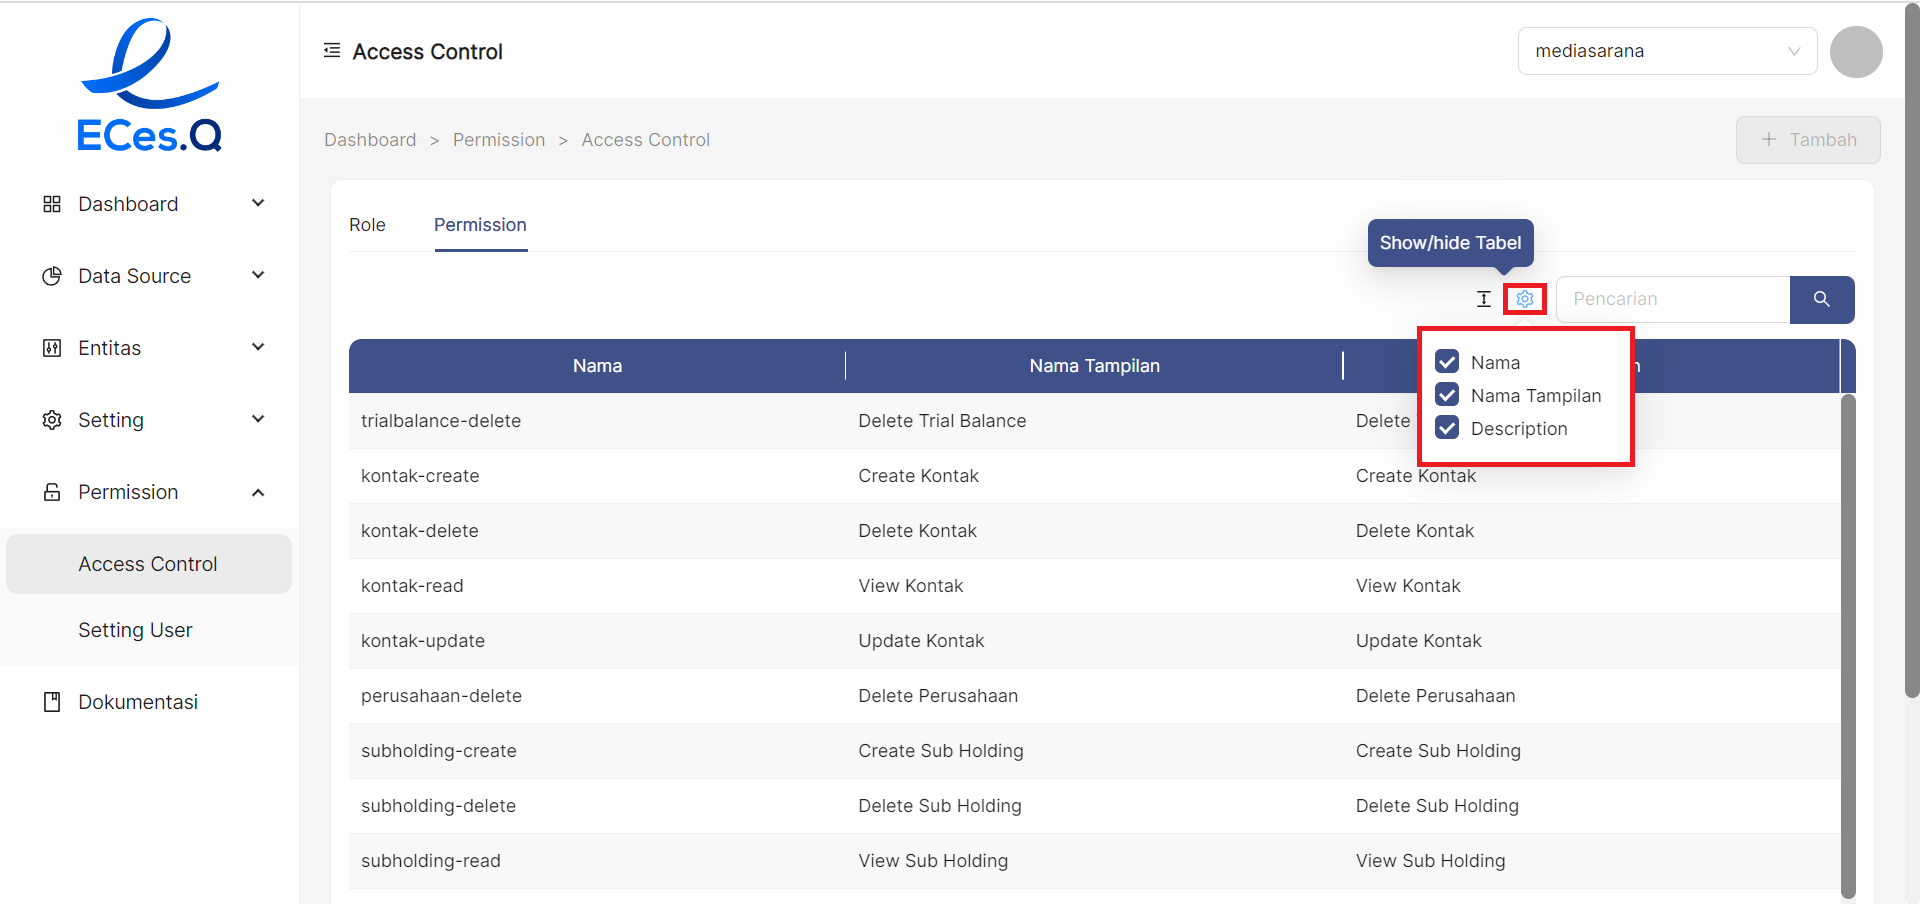 ECes.Q
Dashboard
Data Source
Entitas
Setting
Permission
Access Control
Setting User
Dokumentasi
Access Control
mediasarana
Dashboard > Permission > Access Control
+ Tambah
Role
Permission
Show/hide Tabel
Pencarian
Nama
Nama Tampilan
Description
Nama Nama Tampilan n
trialbalance-delete Delete Trial Balance Delete
kontak-create Create Kontak Create Kontak
kontak-delete Delete Kontak Delete Kontak
kontak-read View Kontak View Kontak
kontak-update Update Kontak Update Kontak
perusahaan-delete Delete Perusahaan Delete Perusahaan
subholding-create Create Sub Holding Create Sub Holding
subholding-delete Delete Sub Holding Delete Sub Holding
subholding-read View Sub Holding View Sub Holding